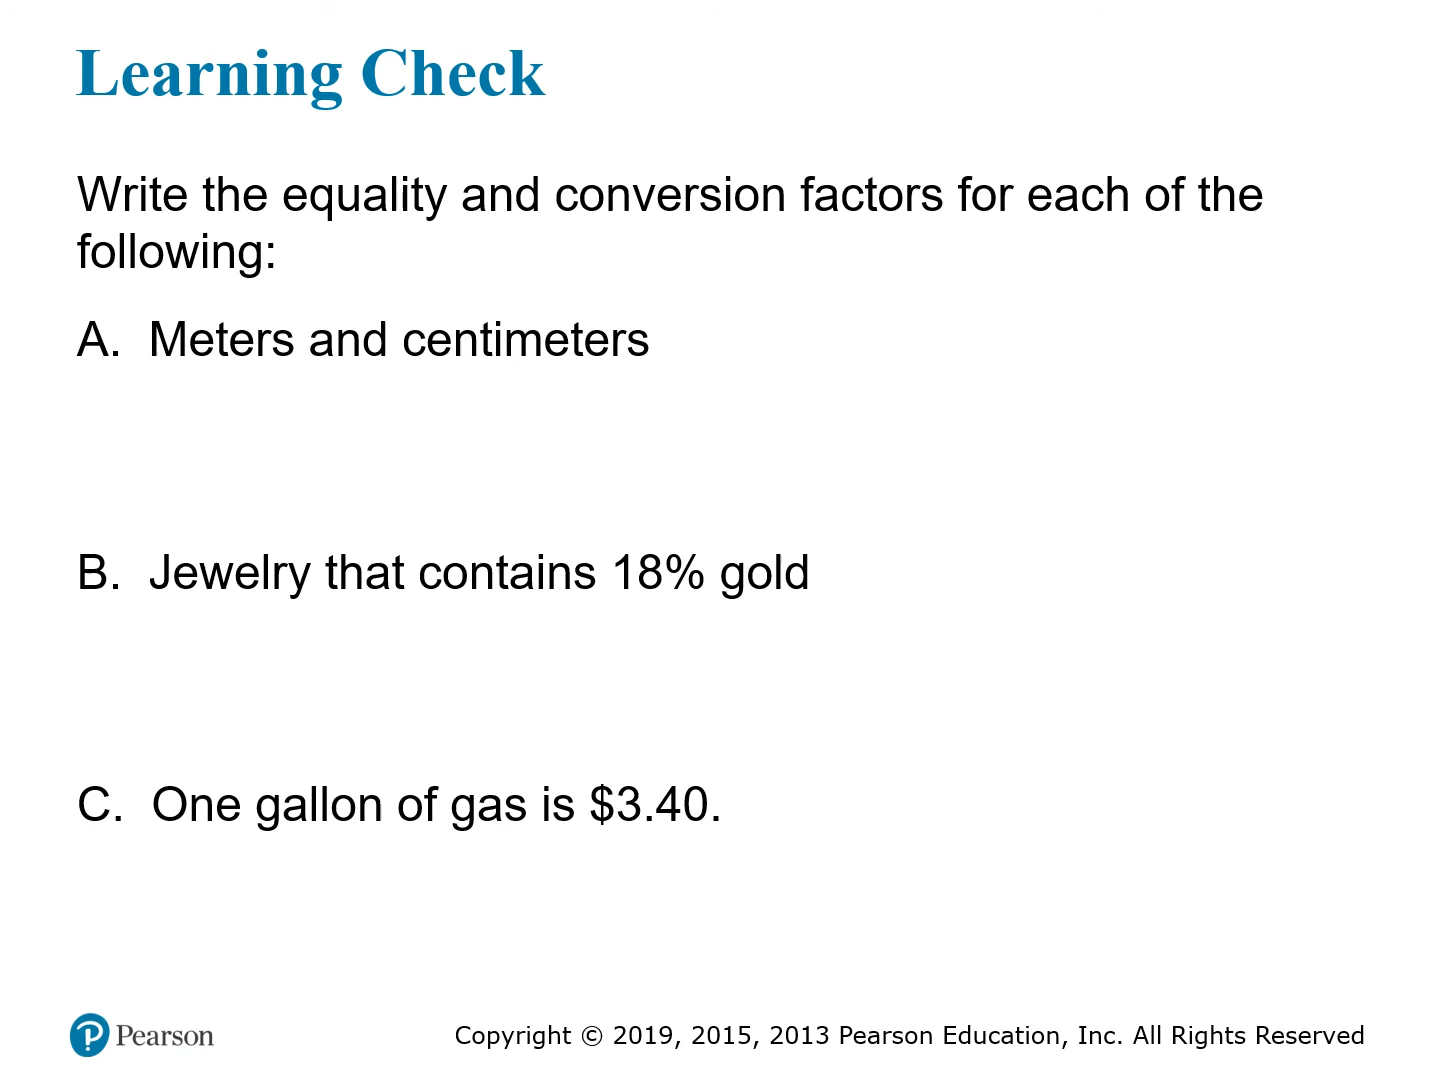 Learning Check
Write the equality and conversion factors for each of the
following:
A. Meters and centimeters
B. Jewelry that contains 18% gold
C. One gallon of gas is $3.40.
Pearson
Copyright © 2019, 2015, 2013 Pearson Education, Inc. All Rights Reserved